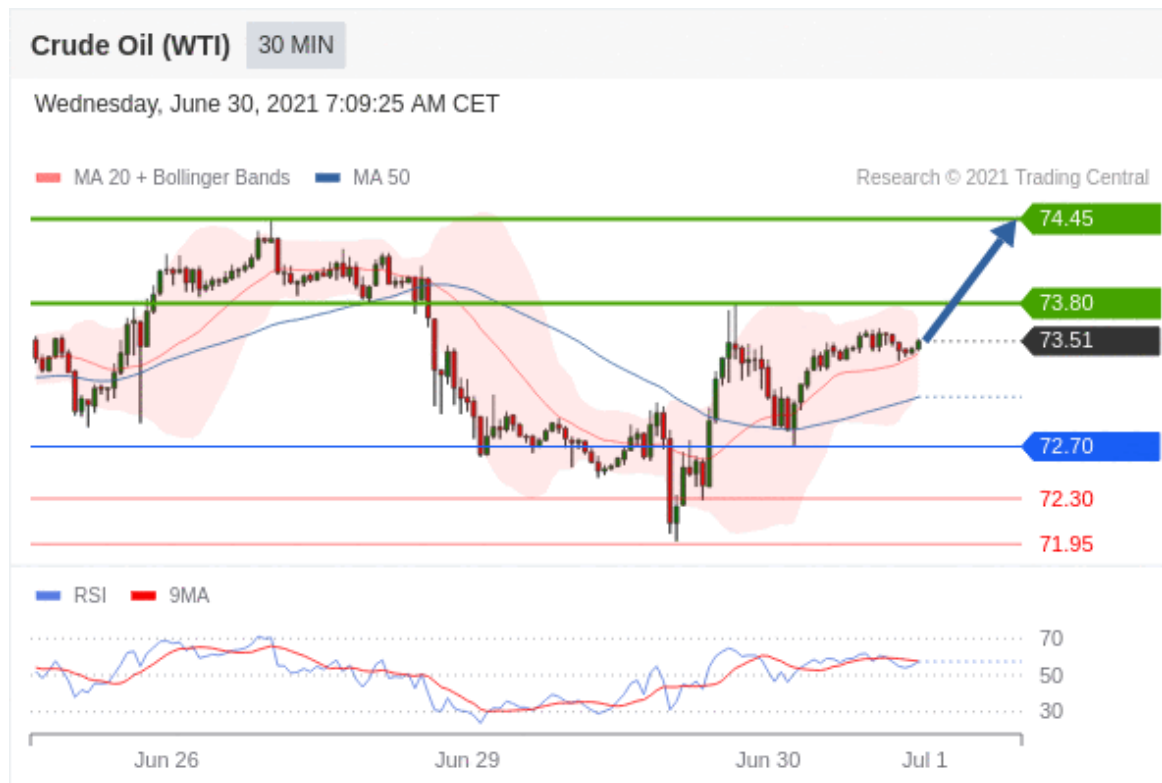 Crude Oil (WTI) 30 MIN
Wednesday, June 30, 2021 7:09:25 AM CET
MA 20 + Bollinger Bands MA 50 Research © 2021 Trading Central
74.45
73.80
73.51
72.70
72.30
71.95
RSI 9MA
70
50
30
Jun 26 Jun 29 Jun 30 Jul 1